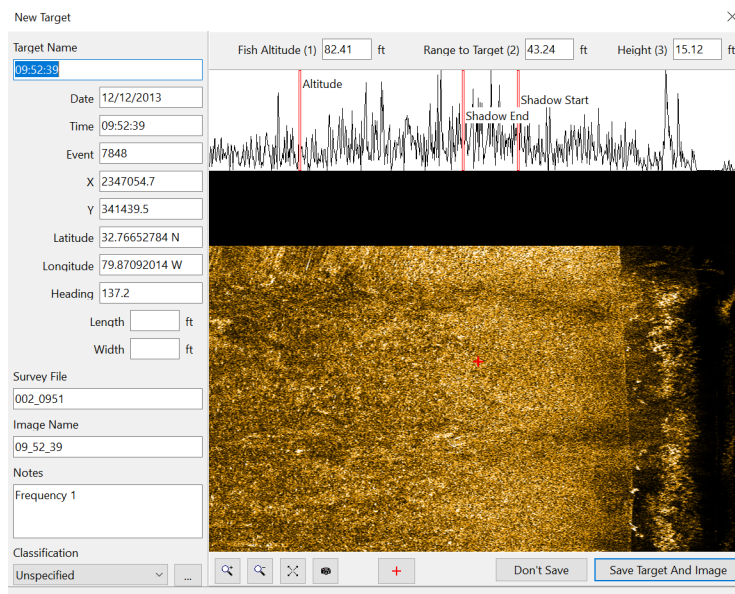 New Target
Target Name
09:52:39
Date 12/12/2013
Time 09:52:39
Event 7848
X 2347054.7
Y 341439.5
Latitude 32.76652784 N
Longitude 79.87092014 W
Heading 137.2
Length ft
Width ft
Survey File
002_0951
Image Name
09_52_39
Notes
Frequency 1
Classification
Unspecified
...
Fish Altitude (1) 82.41 ft Range to Target (2) 43.24 ft Height (3) 15.12 ft
Altitude
Shadow Start
Shadow End
Don't Save Save Target And Image